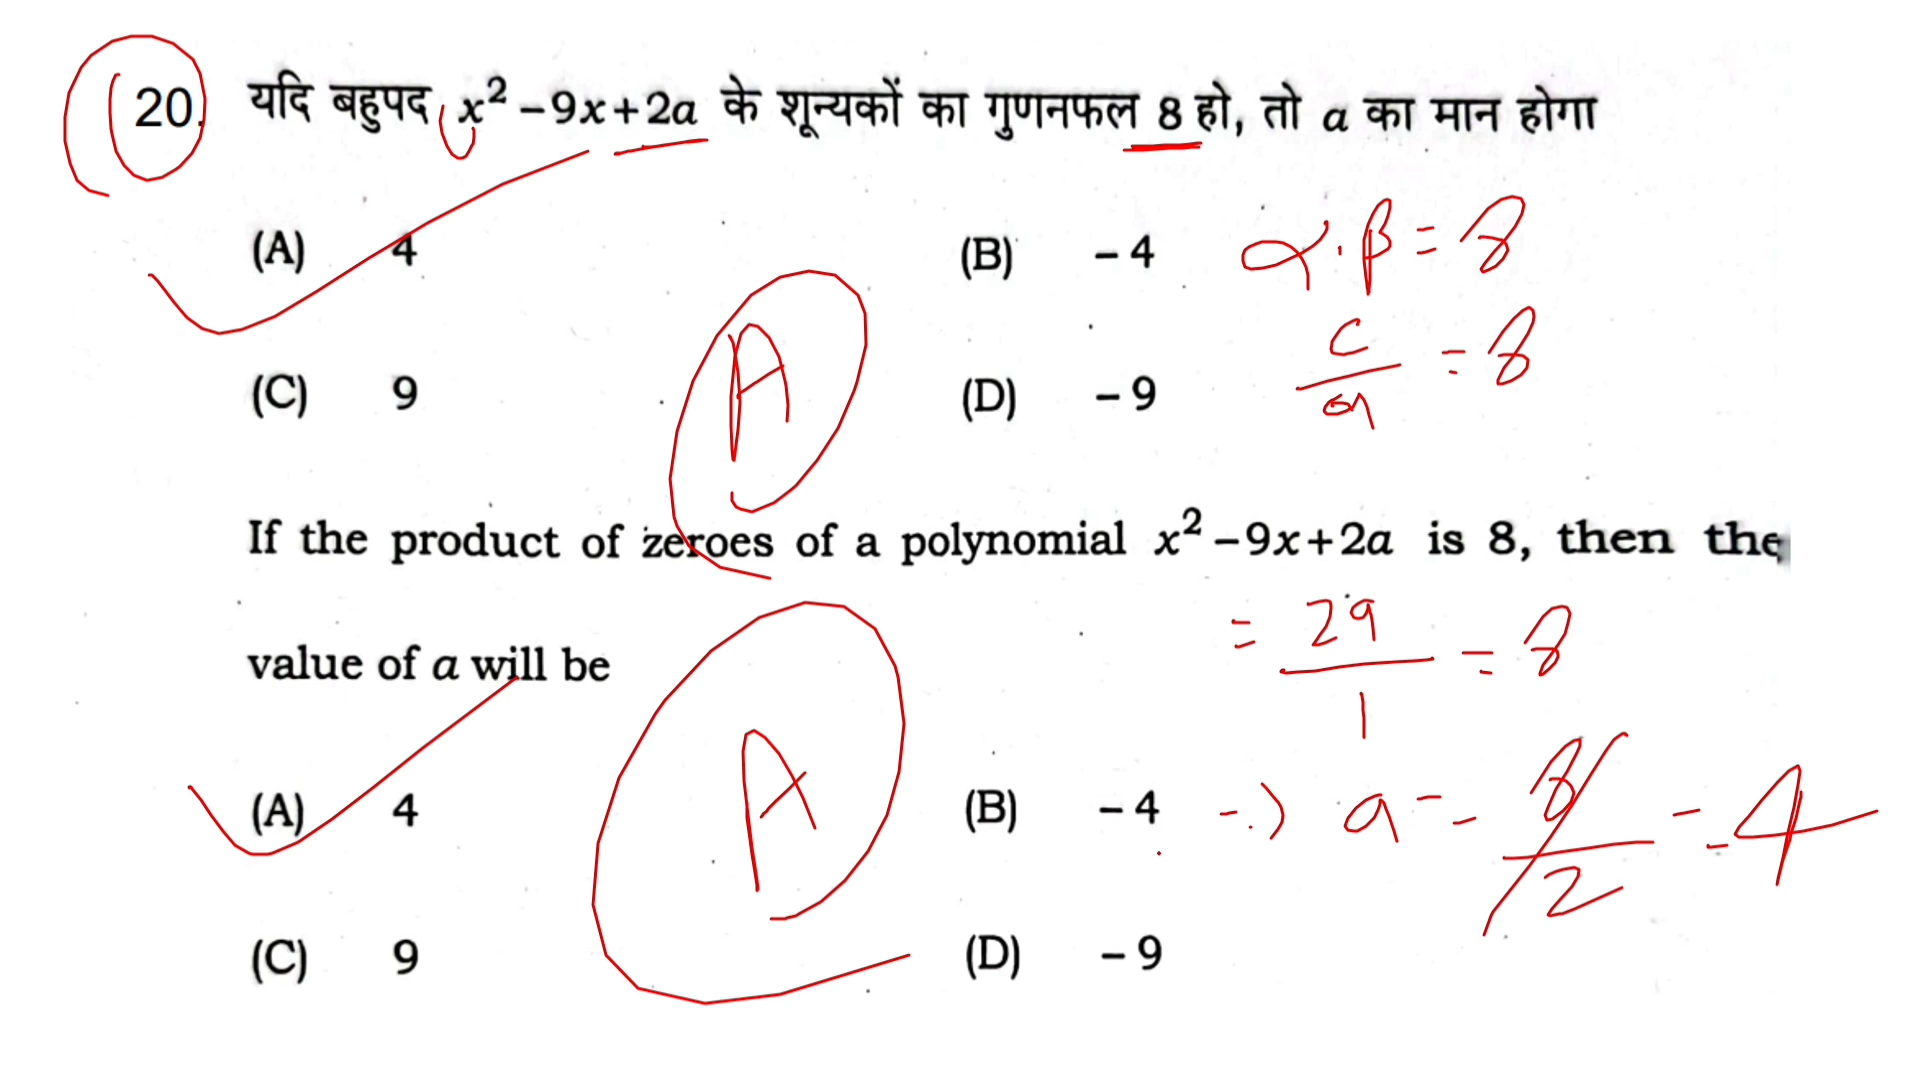 20. यदि बहुपद x² – 9x + 2a के शून्यकों का गुणनफल 8 हो, तो a का मान होगा
(A) 4 (B) – 4
α·β = 8
(C) 9 (D) – 9
c/a = 8
A
If the product of zeroes of a polynomial x² – 9x + 2a is 8, then the
= 2a/1 = 8
value of a will be
(A) 4 (B) – 4
A
→ a = 8/2 = 4
(C) 9 (D) – 9